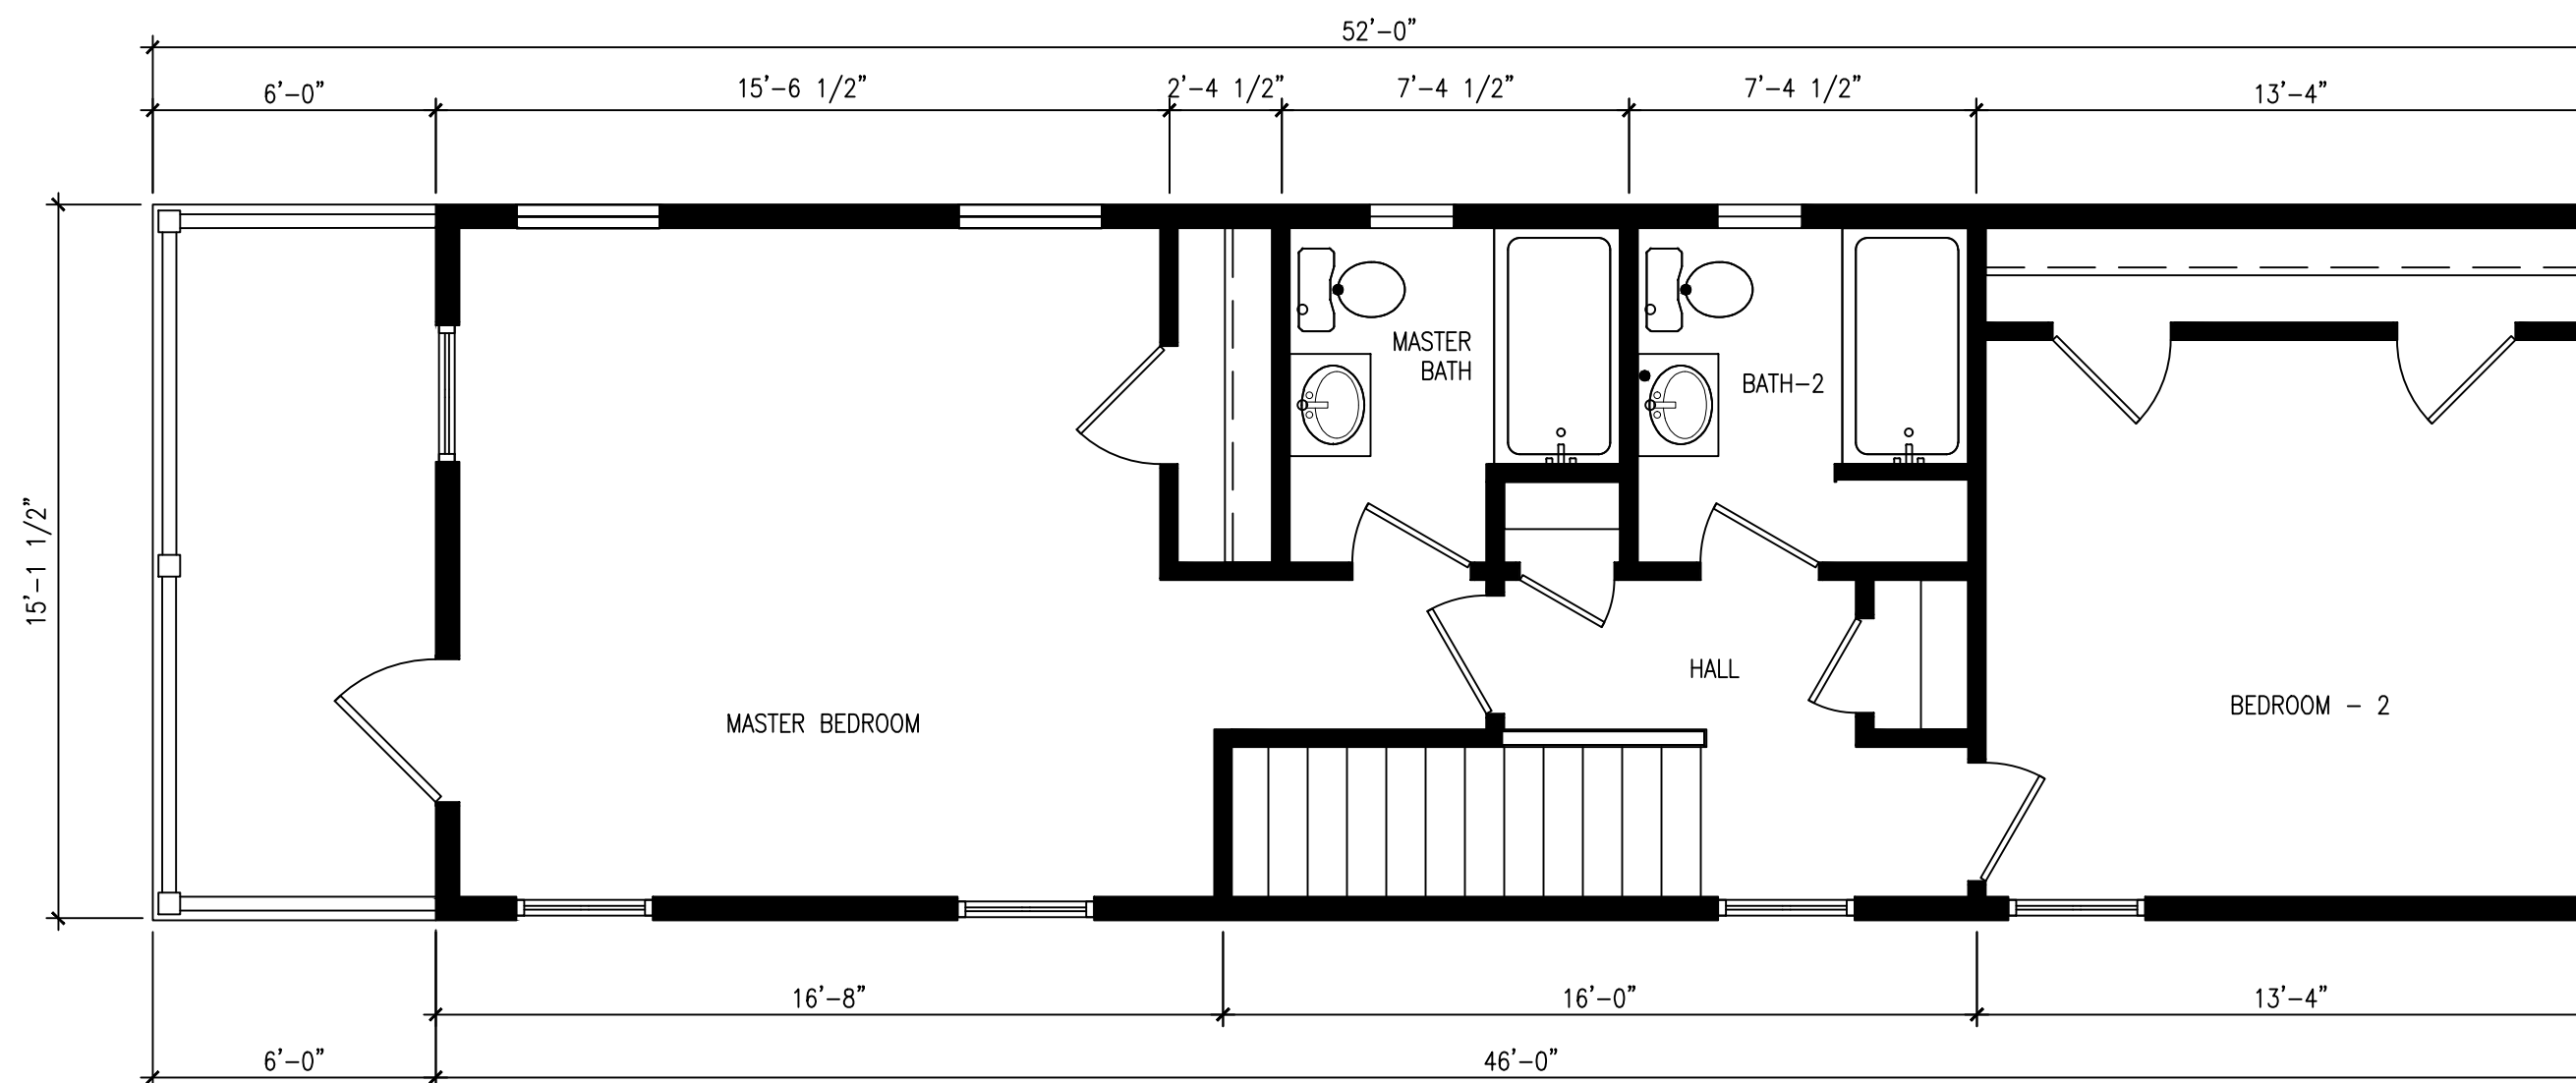 52'-0"
6'-0"
15'-6 1/2"
2'-4 1/2"
7'-4 1/2"
7'-4 1/2"
13'-4"
15'-1 1/2"
MASTER
BATH
BATH-2
HALL
MASTER BEDROOM
BEDROOM - 2
16'-8"
16'-0"
13'-4"
6'-0"
46'-0"